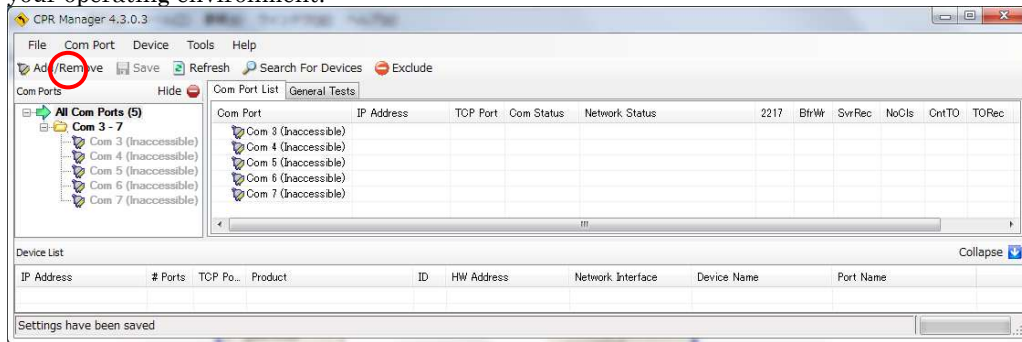 your operating environment.
CPR Manager 4.3.0.3
File Com Port Device Tools Help
Add/Remove Save Refresh Search For Devices Exclude
Com Ports Hide Com Port List General Tests
All Com Ports (5)
Com 3 - 7
Com 3 (Inaccessible)
Com 4 (Inaccessible)
Com 5 (Inaccessible)
Com 6 (Inaccessible)
Com 7 (Inaccessible)
Com Port IP Address TCP Port Com Status Network Status 2217 BfrWr SvrRec NoCls CntTO TORec
Com 3 (Inaccessible)
Com 4 (Inaccessible)
Com 5 (Inaccessible)
Com 6 (Inaccessible)
Com 7 (Inaccessible)
Device List Collapse
IP Address # Ports TCP Po... Product ID HW Address Network Interface Device Name Port Name
Settings have been saved